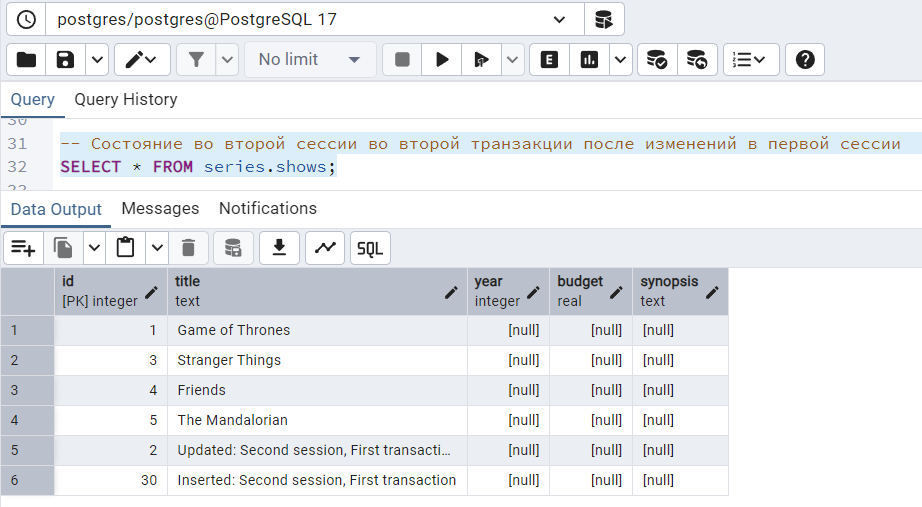 postgres/postgres@PostgreSQL 17
No limit
E
Query Query History
30
31 -- Состояние во второй сессии во второй транзакции после изменений в первой сессии
32 SELECT * FROM series.shows;
33
Data Output Messages Notifications
SQL
id title year budget synopsis
[PK] integer text integer real text
1 1 Game of Thrones [null] [null] [null]
2 3 Stranger Things [null] [null] [null]
3 4 Friends [null] [null] [null]
4 5 The Mandalorian [null] [null] [null]
5 2 Updated: Second session, First transacti... [null] [null] [null]
6 30 Inserted: Second session, First transaction [null] [null] [null]